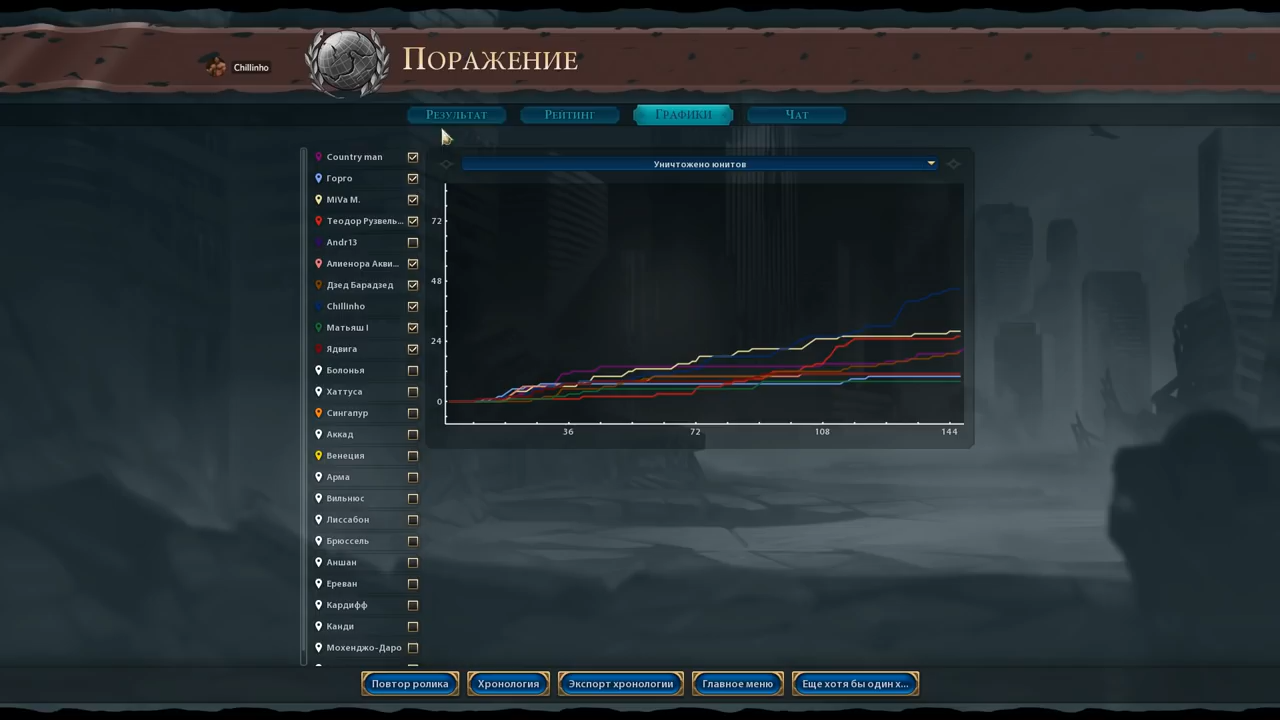 Chillinho
Поражение
Результат
Рейтинг
Графики
Чат
Country man
Горго
MiVa M.
Теодор Рузвель...
Andr13
Алиенора Акви...
Дзед Барадзед
Chillinho
Матьяш I
Ядвига
Болонья
Хаттуса
Сингапур
Аккад
Венеция
Арма
Вильнюс
Лиссабон
Брюссель
Аншан
Ереван
Кардифф
Канди
Мохенджо-Даро
Уничтожено юнитов
72
48
24
0
36
72
108
144
Повтор ролика
Хронология
Экспорт хронологии
Главное меню
Еще хотя бы один х...